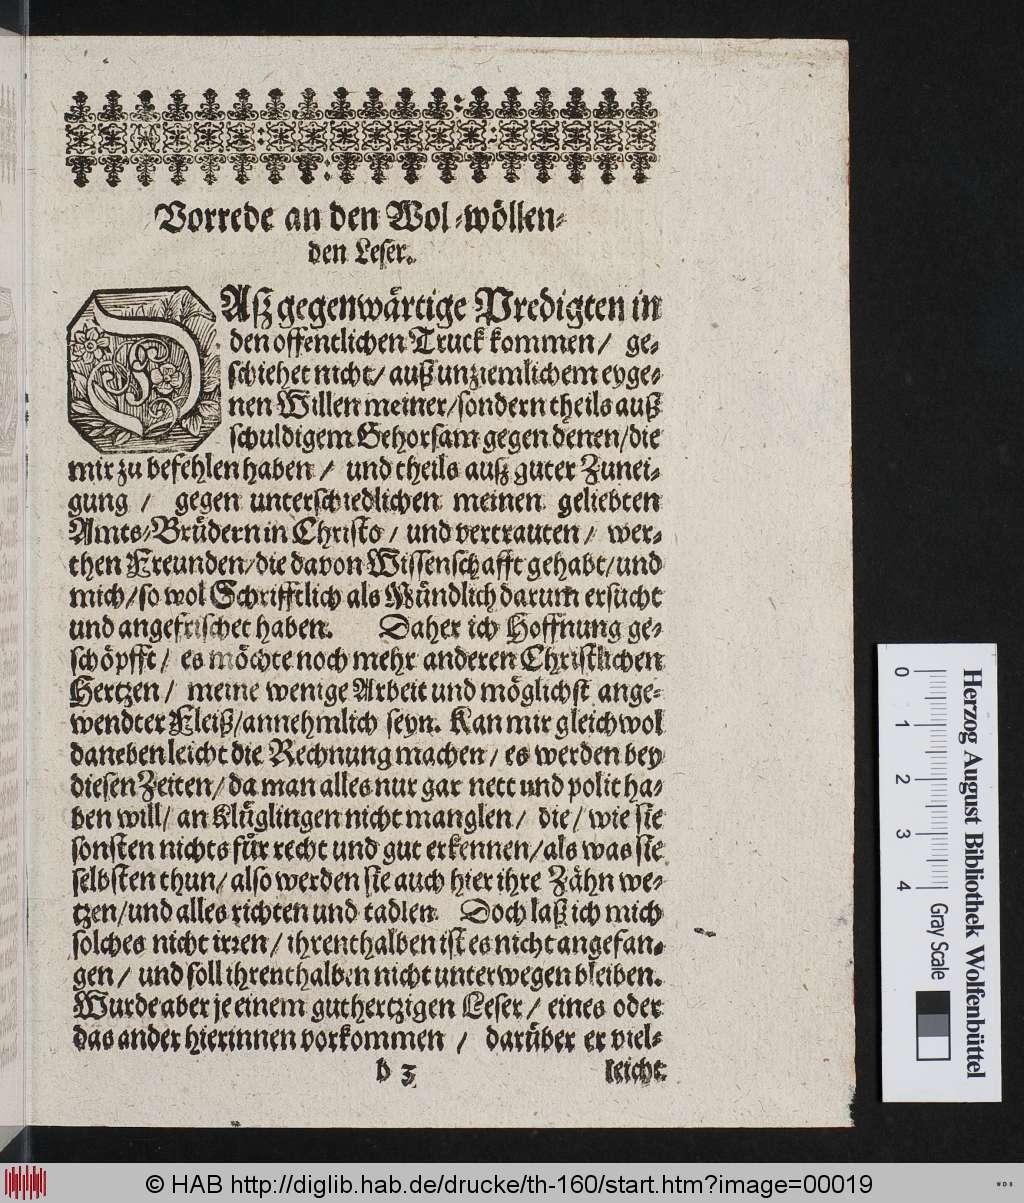 Vorrede an den Wol-wöllen-
den Leser.
DAß gegenwärtige Predigten in
den offentlichen Truck kommen/ ge-
schiehet nicht/ auß unziemlichem eyge-
nen Willen meiner/ sondern theils auß
schuldigem Gehorsam gegen denen/ die
mir zu befehlen haben/ und theils auß guter Zunei-
gung/ gegen unterschiedlichen meinen geliebten
Amts-Brüdern in Christo/ und vertrauten/ wer-
then Freunden/ die davon Wissenschafft gehabt/ und
mich/ so wol Schrifftlich als Mündlich darum ersucht
und angefrischet haben. Daher ich Hoffnung ge-
schöpfft/ es möchte noch mehr anderen Christlichen
Hertzen/ meine wenige Arbeit und möglichst ange-
wendter Fleiß/ annehmlich seyn. Kan mir gleichwol
daneben leicht die Rechnung machen/ es werden bey
diesen Zeiten/ da man alles nur gar nett und polit ha-
ben will/ an Klüglingen nicht manglen/ die/ wie sie
sonsten nichts für recht und gut erkennen/ als was sie
selbsten thun/ also werden sie auch hier ihre Zähn we-
tzen/ und alles richten und tadlen. Doch laß ich mich
solches nicht irren/ ihrenthalben ist es nicht angefan-
gen/ und soll ihrenthalben nicht unterwegen bleiben.
Wurde aber je einem guthertzigen Leser/ eines oder
das ander hierinnen vorkommen/ darüber er viel-
b 3 leicht
Herzog August Bibliothek Wolfenbüttel
0 1 2 3 4 Gray Scale
© HAB http://diglib.hab.de/drucke/th-160/start.htm?image=00019